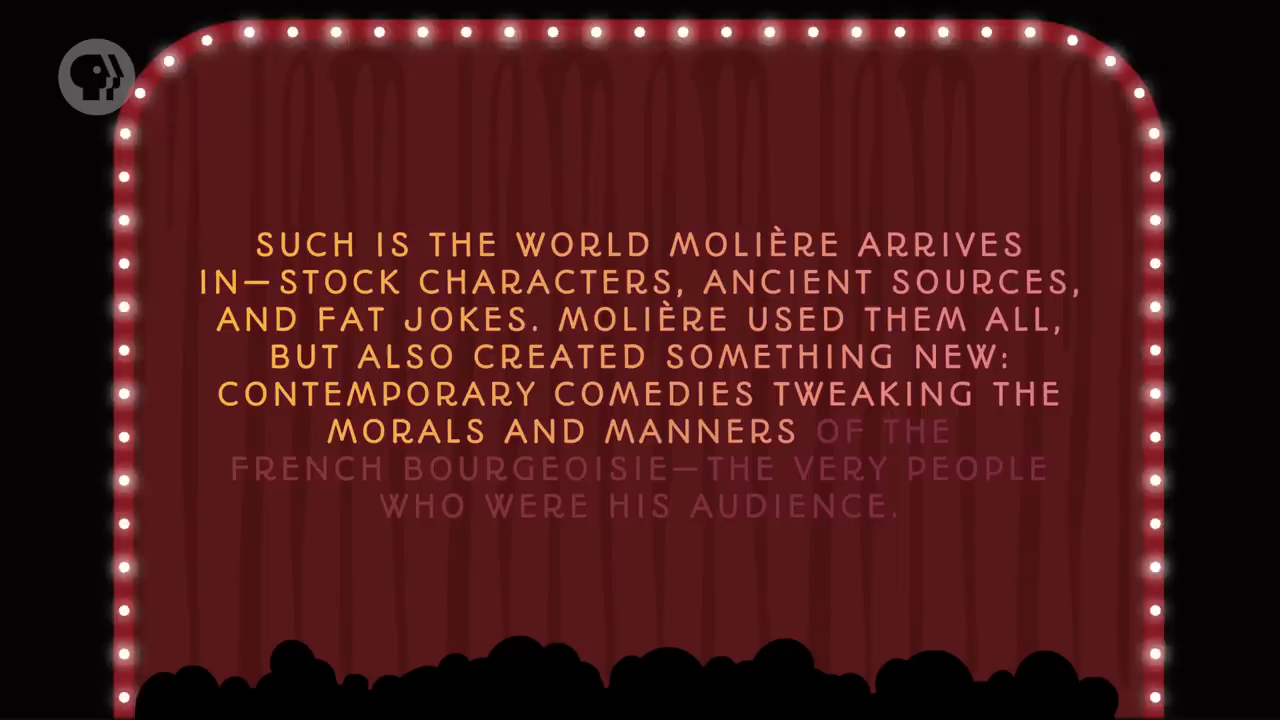 SUCH IS THE WORLD MOLIÈRE ARRIVES
IN—STOCK CHARACTERS, ANCIENT SOURCES,
AND FAT JOKES. MOLIÈRE USED THEM ALL,
BUT ALSO CREATED SOMETHING NEW:
CONTEMPORARY COMEDIES TWEAKING THE
MORALS AND MANNERS OF THE
FRENCH BOURGEOISIE—THE VERY PEOPLE
WHO WERE HIS AUDIENCE.